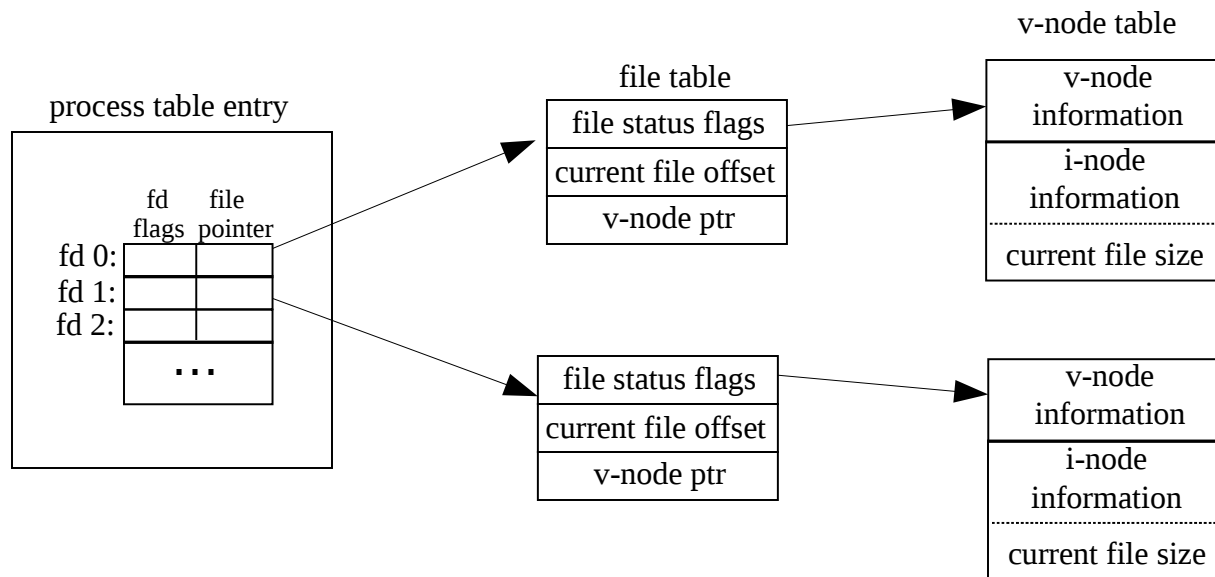 process table entry
fd
flags
file
pointer
fd 0:
fd 1:
fd 2:
...
file table
file status flags
current file offset
v-node ptr
file status flags
current file offset
v-node ptr
v-node table
v-node
information
i-node
information
current file size
v-node
information
i-node
information
current file size